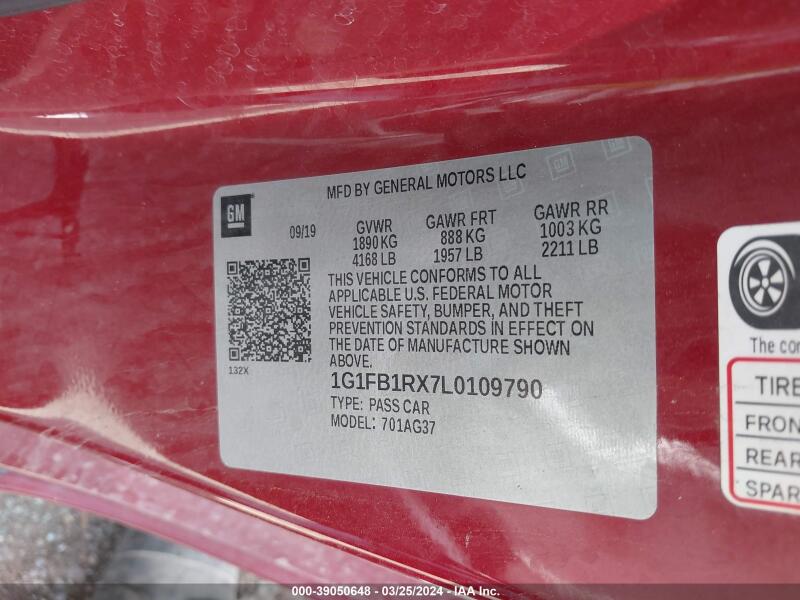 MFD BY GENERAL MOTORS LLC
GM
09/19
GVWR GAWR FRT GAWR RR
1890 KG 888 KG 1003 KG
4168 LB 1957 LB 2211 LB
THIS VEHICLE CONFORMS TO ALL
APPLICABLE U.S. FEDERAL MOTOR
VEHICLE SAFETY, BUMPER, AND THEFT
PREVENTION STANDARDS IN EFFECT ON
THE DATE OF MANUFACTURE SHOWN
ABOVE.
132X
1G1FB1RX7L0109790
TYPE: PASS CAR
MODEL: 701AG37
The con
TIRE
FRON
REAR
SPAR
000-39050648 - 03/25/2024 - IAA Inc.